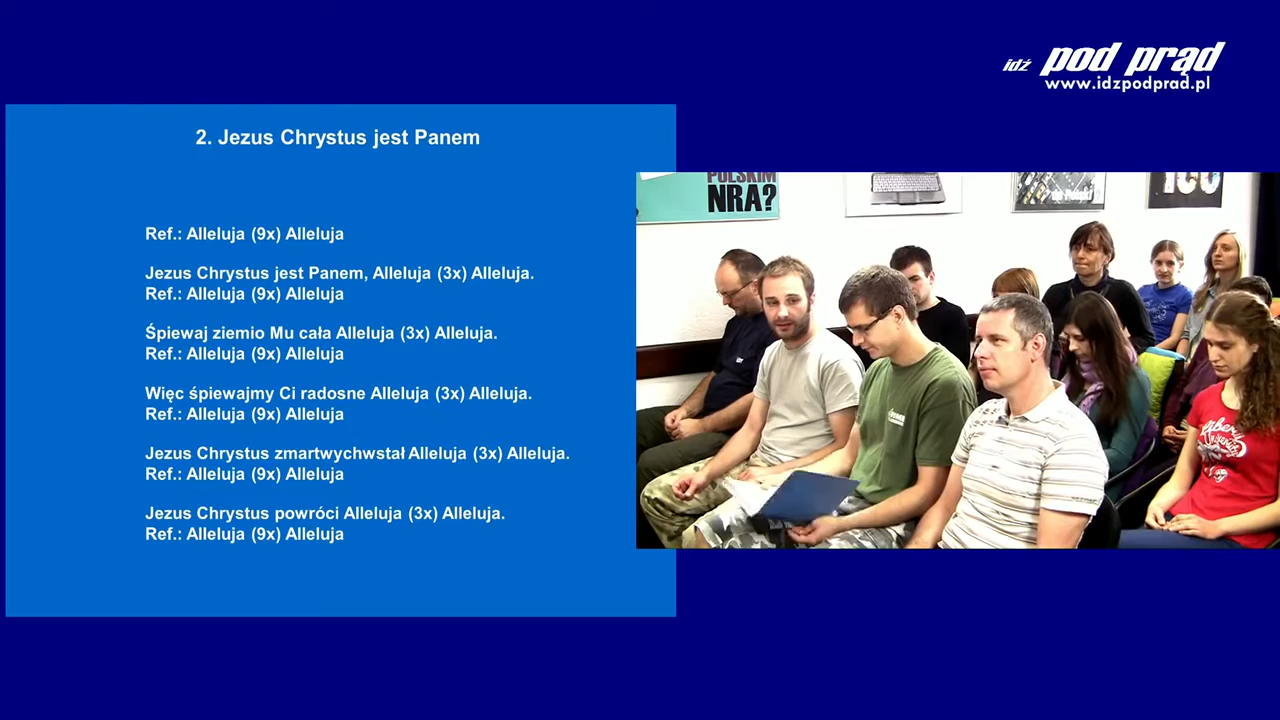 idź pod prąd
www.idzpodprad.pl
2. Jezus Chrystus jest Panem
Ref.: Alleluja (9x) Alleluja
Jezus Chrystus jest Panem, Alleluja (3x) Alleluja.
Ref.: Alleluja (9x) Alleluja
Śpiewaj ziemio Mu cała Alleluja (3x) Alleluja.
Ref.: Alleluja (9x) Alleluja
Więc śpiewajmy Ci radosne Alleluja (3x) Alleluja.
Ref.: Alleluja (9x) Alleluja
Jezus Chrystus zmartwychwstał Alleluja (3x) Alleluja.
Ref.: Alleluja (9x) Alleluja
Jezus Chrystus powróci Alleluja (3x) Alleluja.
Ref.: Alleluja (9x) Alleluja
POLSKIM
NRA?